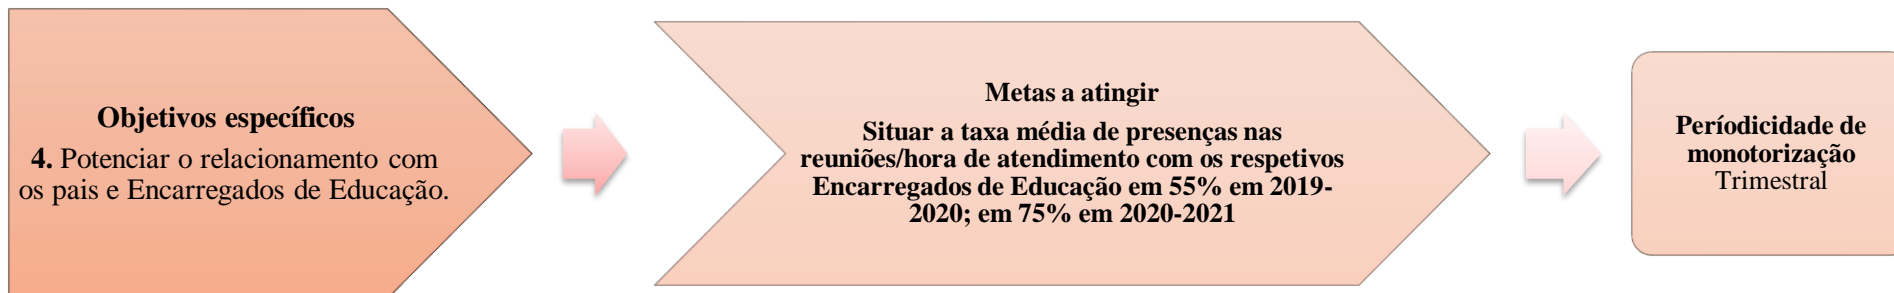 Objetivos específicos
4. Potenciar o relacionamento com
os pais e Encarregados de Educação.
Metas a atingir
Situar a taxa média de presenças nas
reuniões/hora de atendimento com os respetivos
Encarregados de Educação em 55% em 2019-
2020; em 75% em 2020-2021
Períodicidade de
monotorização
Trimestral